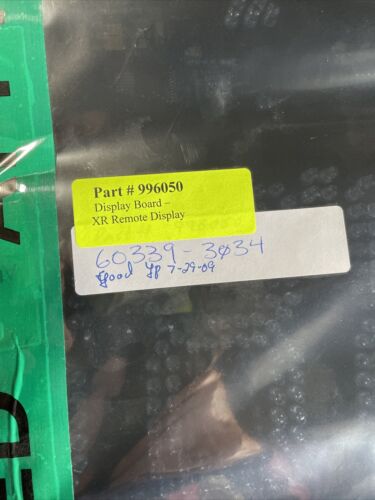 Part # 996050
Display Board –
XR Remote Display
60339-3034
Good
7-29-09